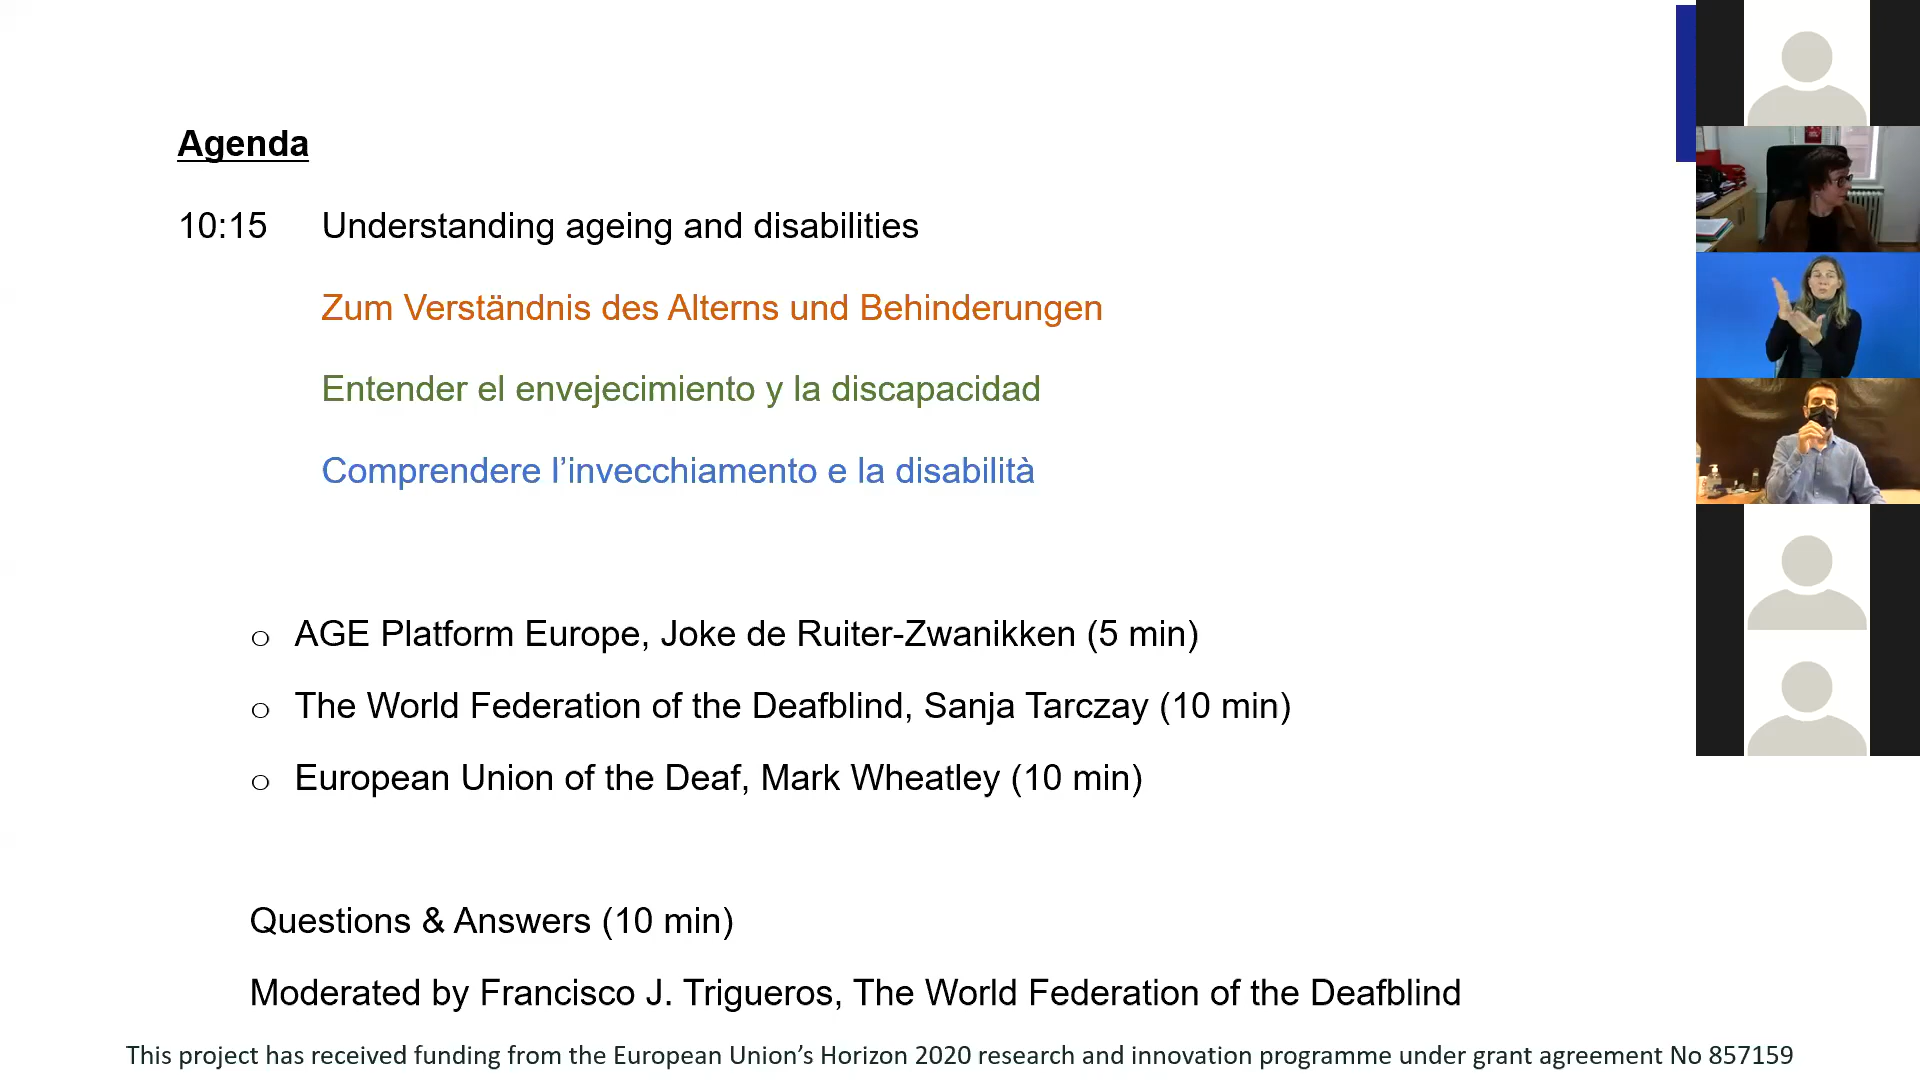 Agenda
10:15 Understanding ageing and disabilities
Zum Verständnis des Alterns und Behinderungen
Entender el envejecimiento y la discapacidad
Comprendere l’invecchiamento e la disabilità
o AGE Platform Europe, Joke de Ruiter-Zwanikken (5 min)
o The World Federation of the Deafblind, Sanja Tarczay (10 min)
o European Union of the Deaf, Mark Wheatley (10 min)
Questions & Answers (10 min)
Moderated by Francisco J. Trigueros, The World Federation of the Deafblind
This project has received funding from the European Union’s Horizon 2020 research and innovation programme under grant agreement No 857159